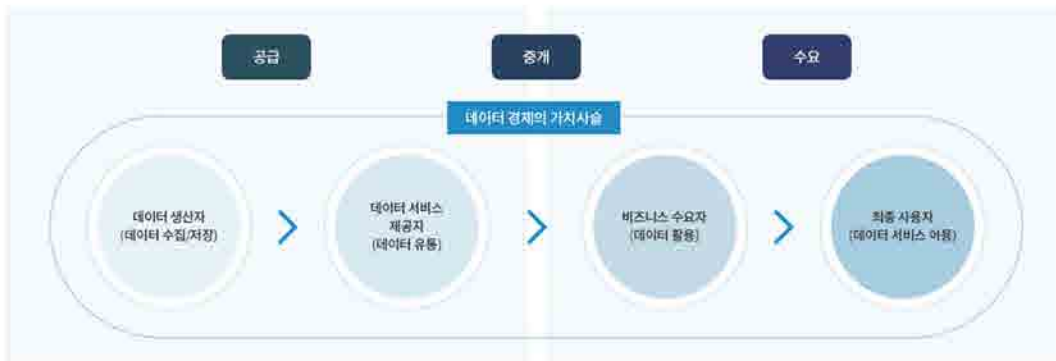 공급
중개
수요
데이터 경제의 가치사슬
데이터 생산자
(데이터 수집/저장)
데이터 서비스
제공자
(데이터 유통)
비즈니스 수요자
(데이터 활용)
최종 사용자
(데이터 서비스 이용)